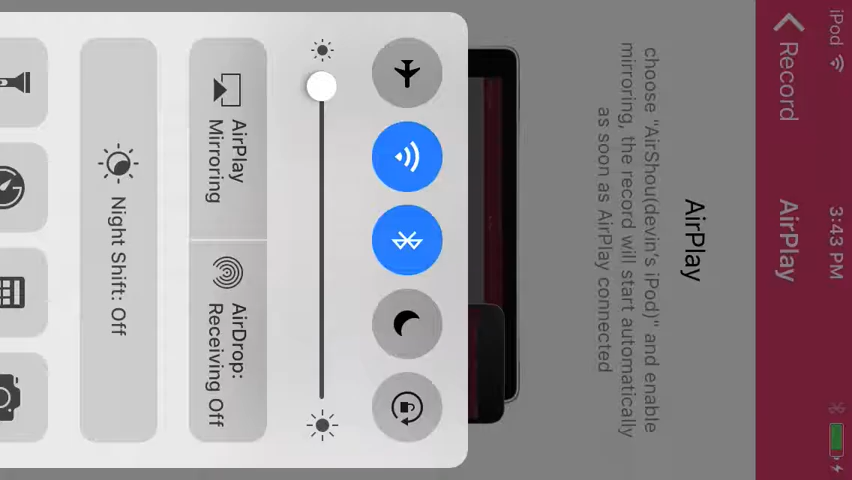 iPod
3:43 PM
Record
AirPlay
AirPlay
choose "AirShou(devin's iPod)" and enable
mirroring, the record will start automatically
as soon as AirPlay connected
AirPlay
Mirroring
AirDrop:
Receiving Off
Night Shift: Off